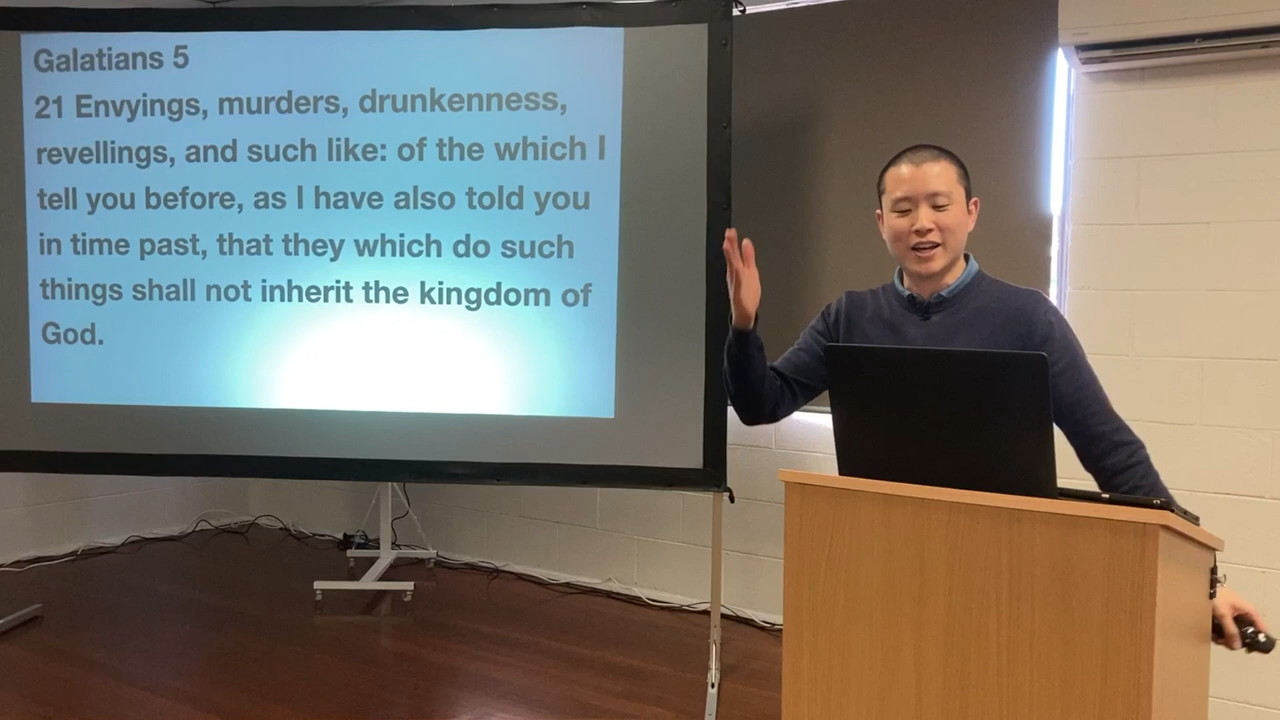 Galatians 5
21 Envyings, murders, drunkenness,
revellings, and such like: of the which I
tell you before, as I have also told you
in time past, that they which do such
things shall not inherit the kingdom of
God.